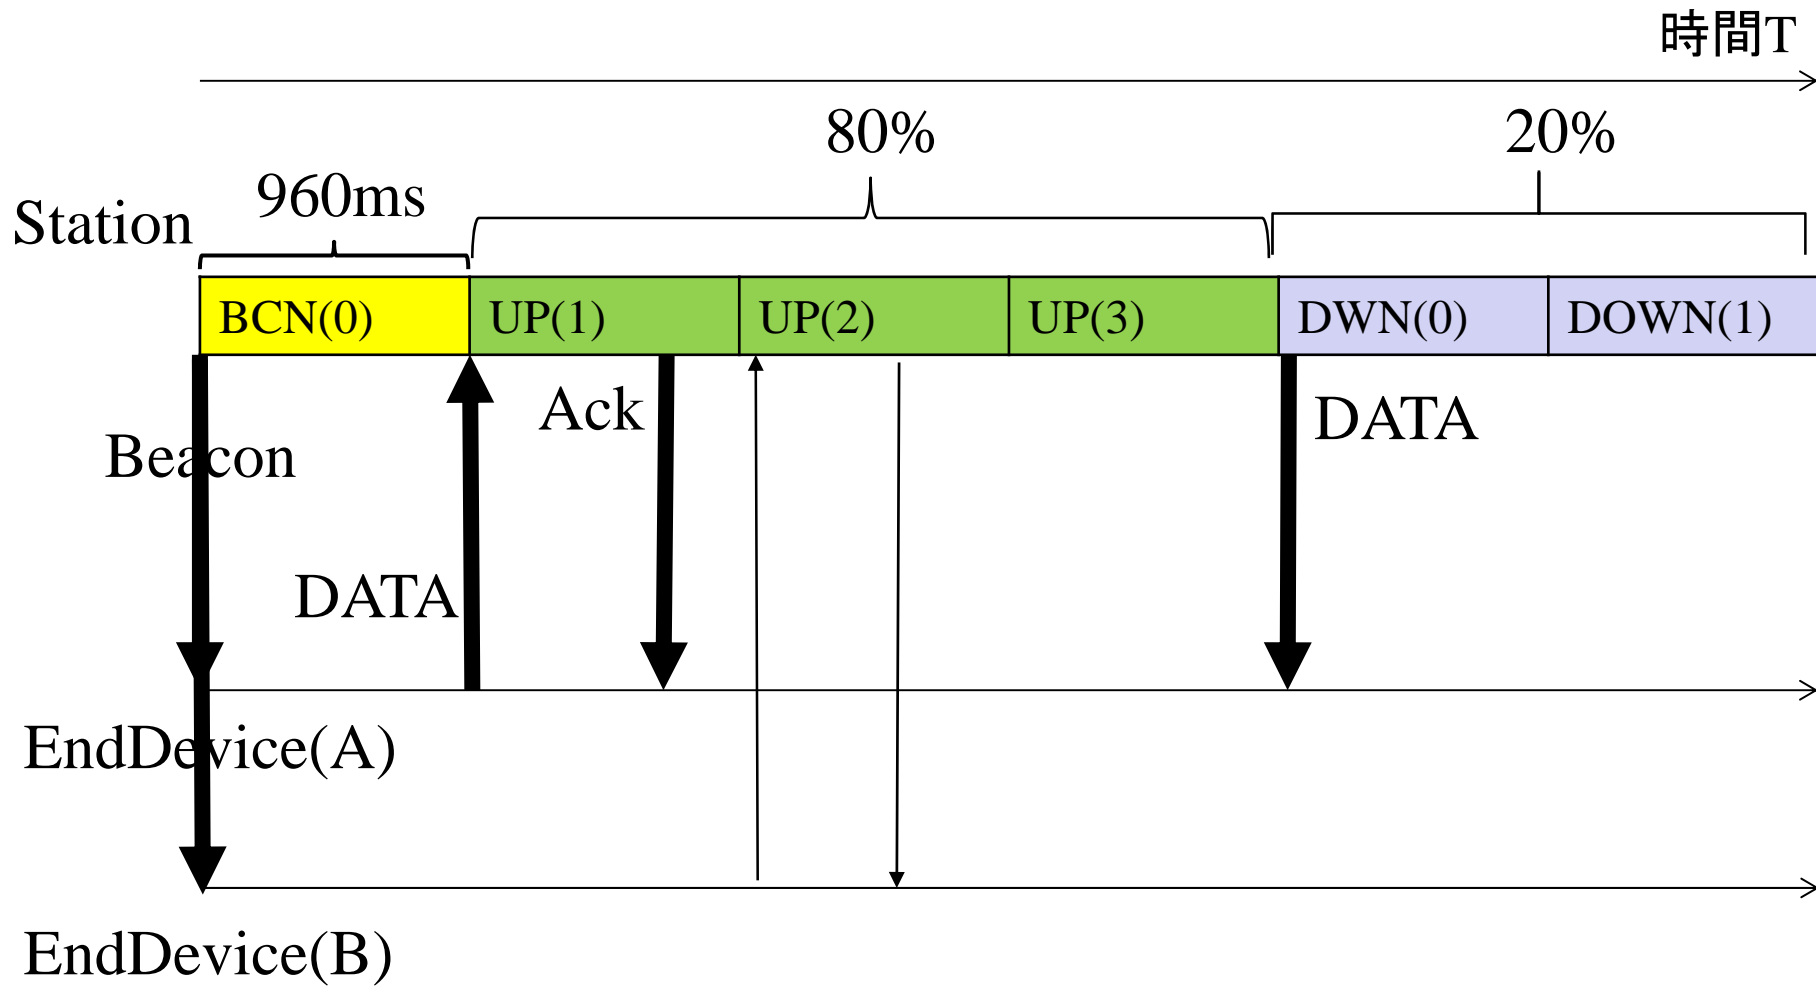 時間T
80%
20%
960ms
Station
BCN(0)
UP(1)
UP(2)
UP(3)
DWN(0)
DOWN(1)
Ack
DATA
Beacon
DATA
EndDevice(A)
EndDevice(B)